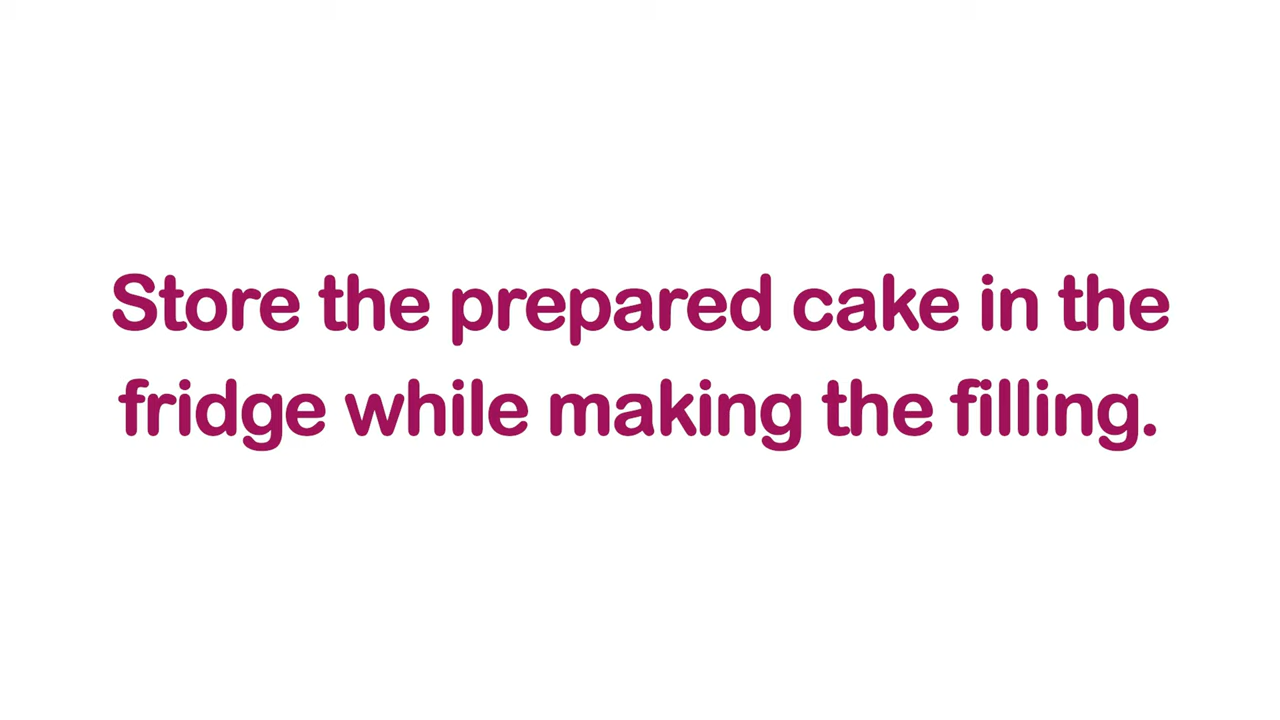 Store the prepared cake in the
fridge while making the filling.